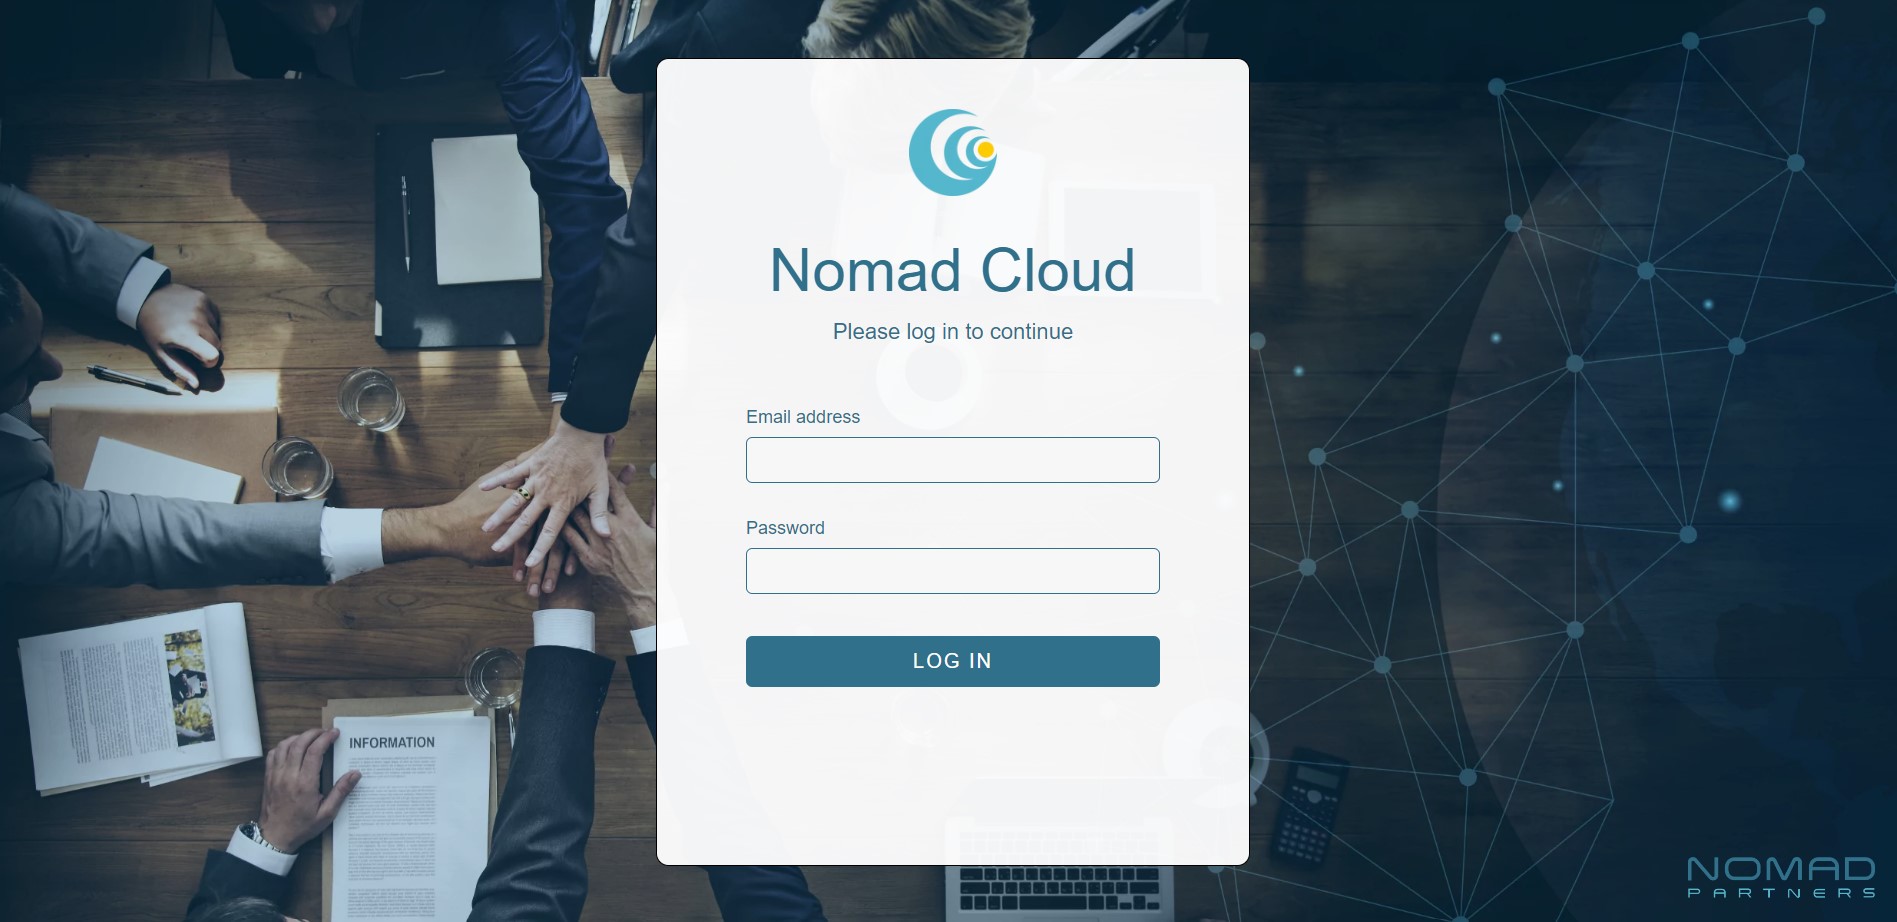 Nomad Cloud
Please log in to continue
Email address
Password
LOG IN
INFORMATION
NOMAD
PARTNERS